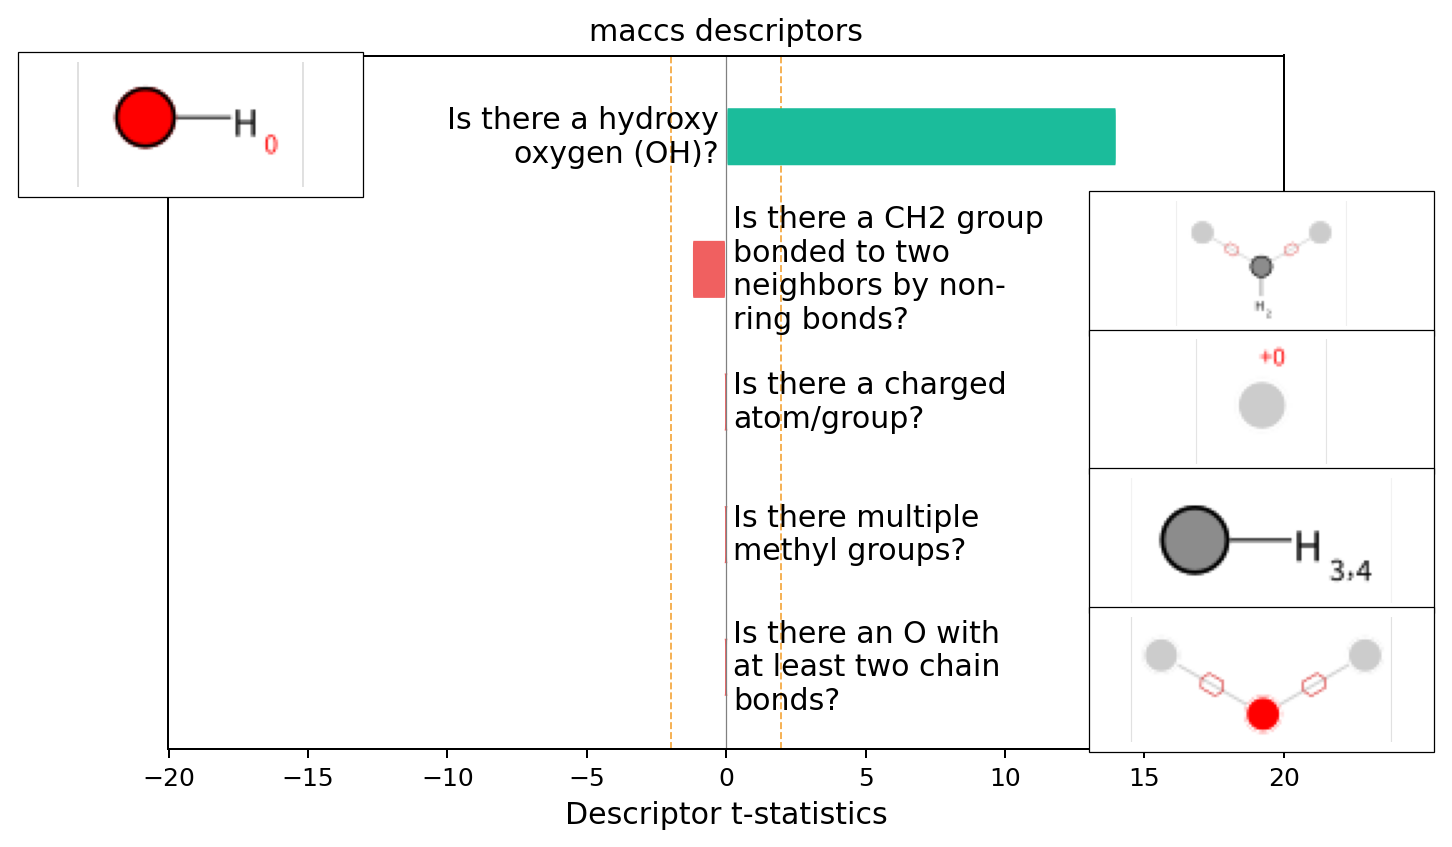 maccs descriptors
H 0
Is there a hydroxy
oxygen (OH)?
Is there a CH2 group
bonded to two
neighbors by non-
ring bonds?
H 2
Is there a charged
atom/group?
+0
Is there multiple
methyl groups?
H 3,4
Is there an O with
at least two chain
bonds?
−20 −15 −10 −5 0 5 10 15 20
Descriptor t-statistics